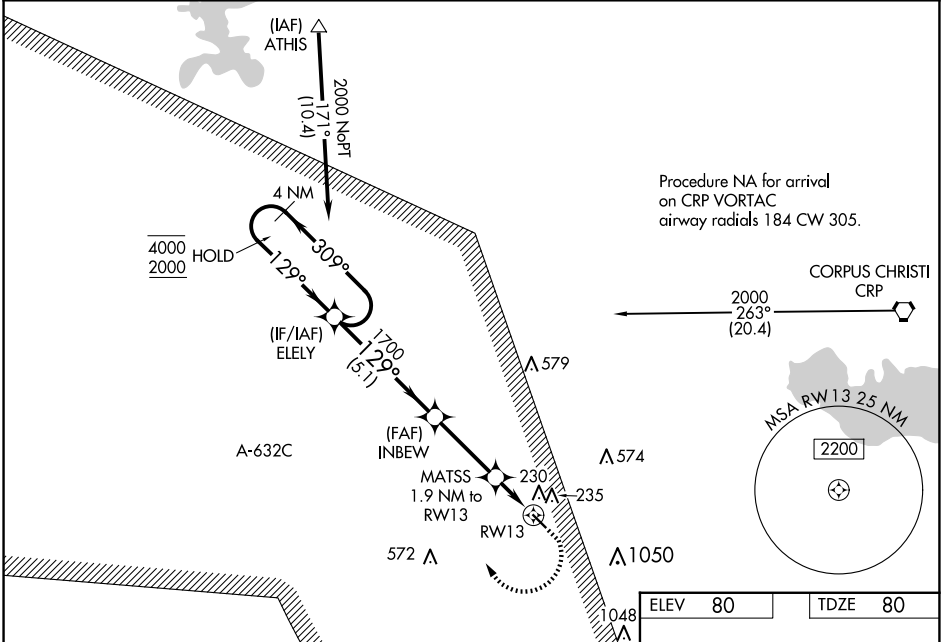 (IAF)
ATHIS
2000 NoPT
171°
(10.4)
4 NM
4000
2000
HOLD
309°
129°
(IF/IAF)
ELELY
1700
129°
(5.1)
(FAF)
INBEW
A-632C
MATSS
1.9 NM to
RW13
230
235
RW13
572
579
574
1050
1048
Procedure NA for arrival
on CRP VORTAC
airway radials 184 CW 305.
CORPUS CHRISTI
CRP
2000
263°
(20.4)
MSA RW13 25 NM
2200
ELEV 80
TDZE 80